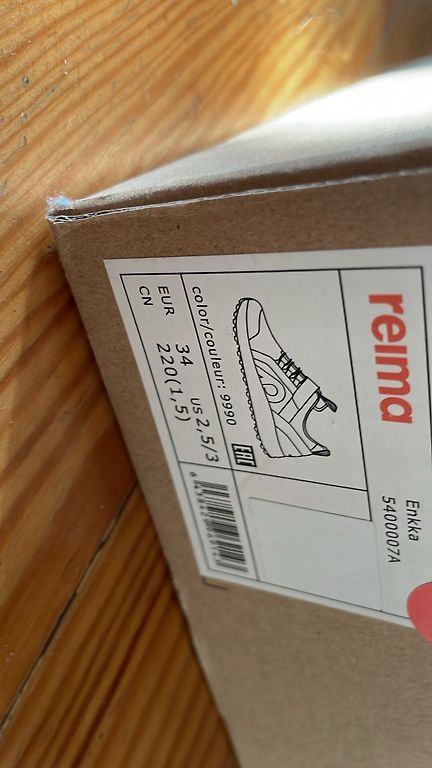 reima
Enkka
5400007A
EAC
color/couleur: 9990
EUR 34 US 2,5/3
CN 220(1,5)